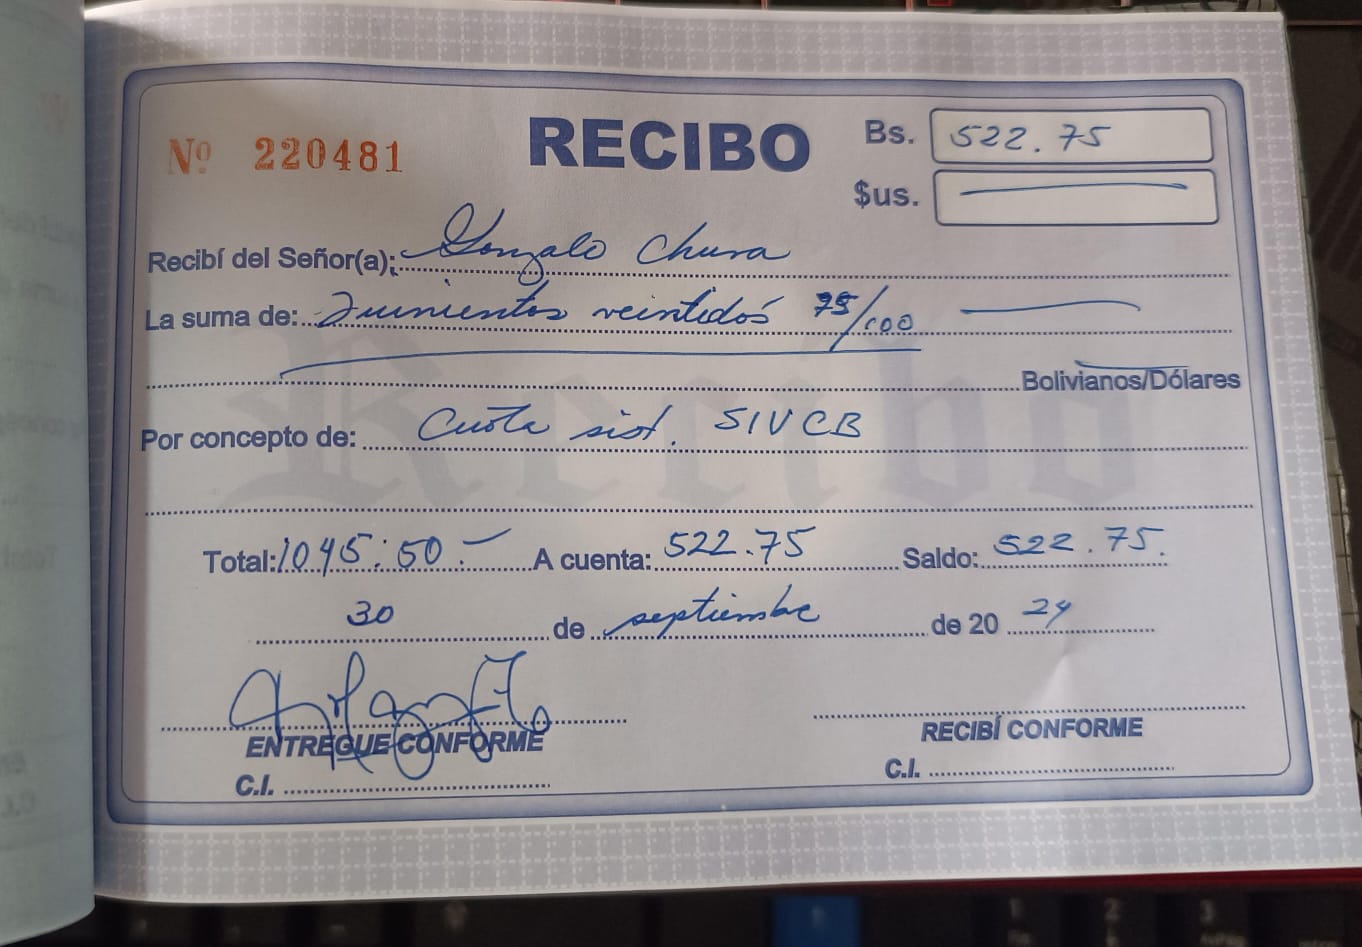 Nº 220481
RECIBO
Bs. 522.75
$us.
Recibí del Señor(a): Gonzalo Chura
La suma de: Quinientos veintidós 75/100
Bolivianos/Dólares
Por concepto de: Cuota sist. SIVCB
Total: 1045:50.- A cuenta: 522.75 Saldo: 522.75.
30 de septiembre de 20 24
ENTREGUE CONFORME
C.I.
RECIBÍ CONFORME
C.I.
Recibo